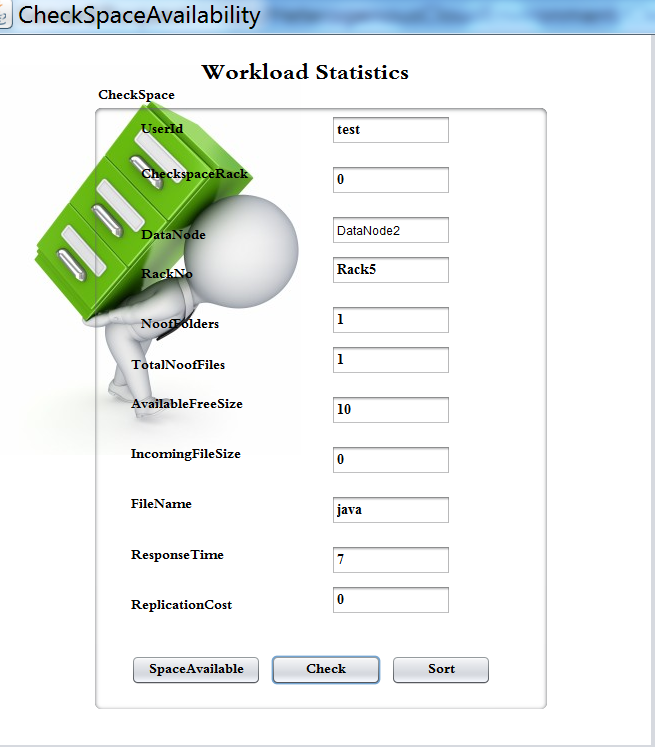 CheckSpaceAvailability
Workload Statistics
CheckSpace
UserId test
CheckspaceRack 0
DataNode DataNode2
RackNo Rack5
NoofFolders 1
TotalNoofFiles 1
AvailableFreeSize 10
IncomingFileSize 0
FileName java
ResponseTime 7
ReplicationCost 0
SpaceAvailable Check Sort